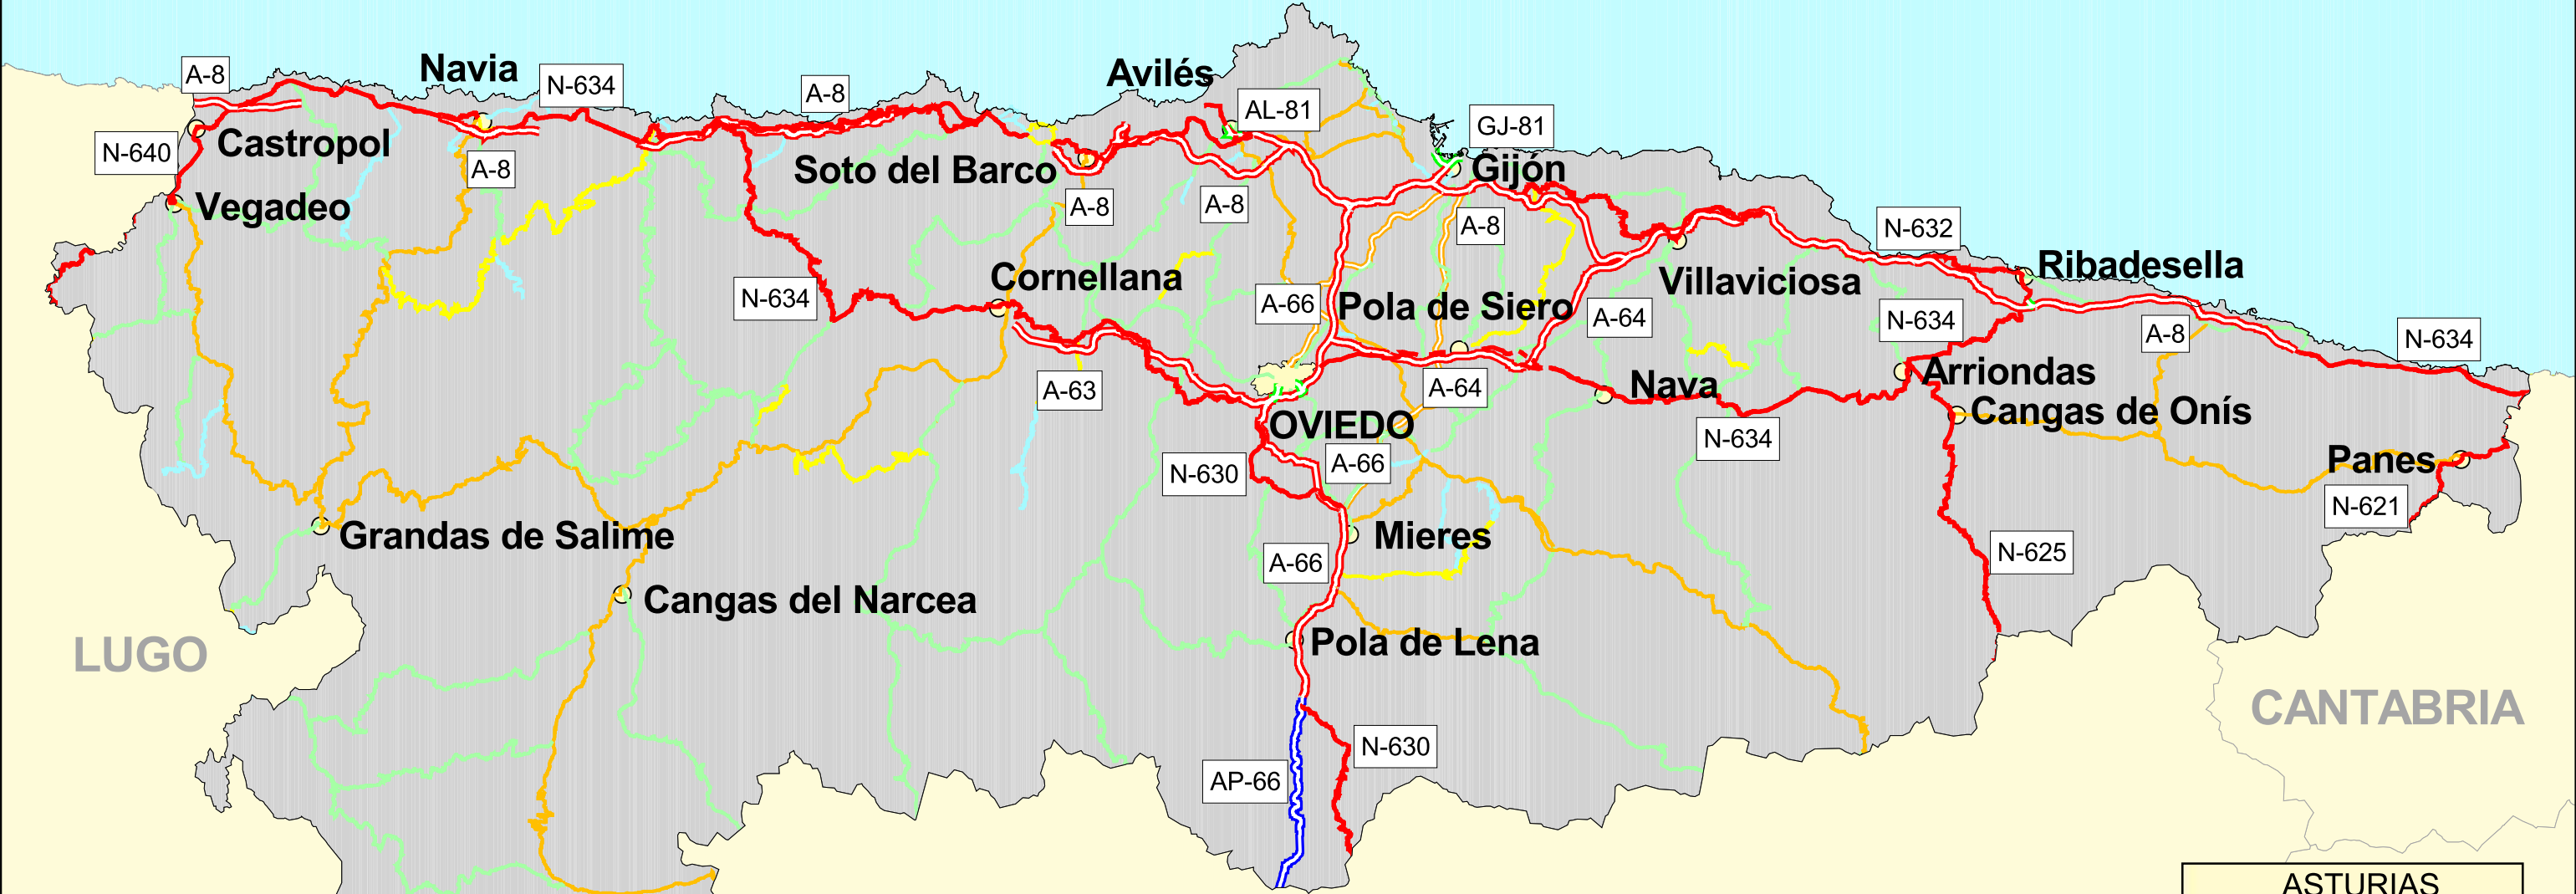 A-8
Navia
N-634
A-8
Avilés
AL-81
GJ-81
N-640
Castropol
A-8
Soto del Barco
Gijón
Vegadeo
A-8
A-8
A-8
N-632
Ribadesella
Cornellana
Villaviciosa
N-634
A-66
Pola de Siero
A-64
N-634
A-8
N-634
A-63
A-64
Nava
Arriondas
Cangas de Onís
OVIEDO
N-634
Panes
N-630
A-66
N-621
Grandas de Salime
Mieres
N-625
A-66
Cangas del Narcea
LUGO
Pola de Lena
CANTABRIA
N-630
AP-66
ASTURIAS